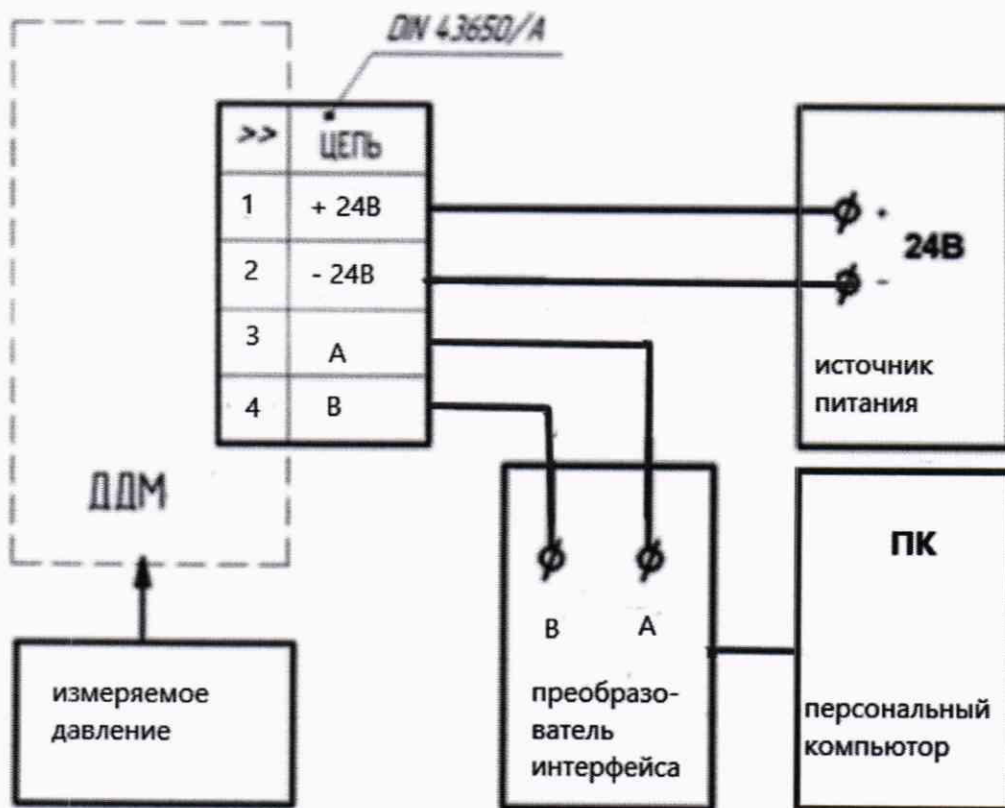 DIN 43650/A
>> ЦЕПЬ
1 + 24В
2 - 24В
3 А
4 В
+
24В
-
источник
питания
ДДМ
измеряемое
давление
В А
преобразо-
ватель
интерфейса
ПК
персональный
компьютор